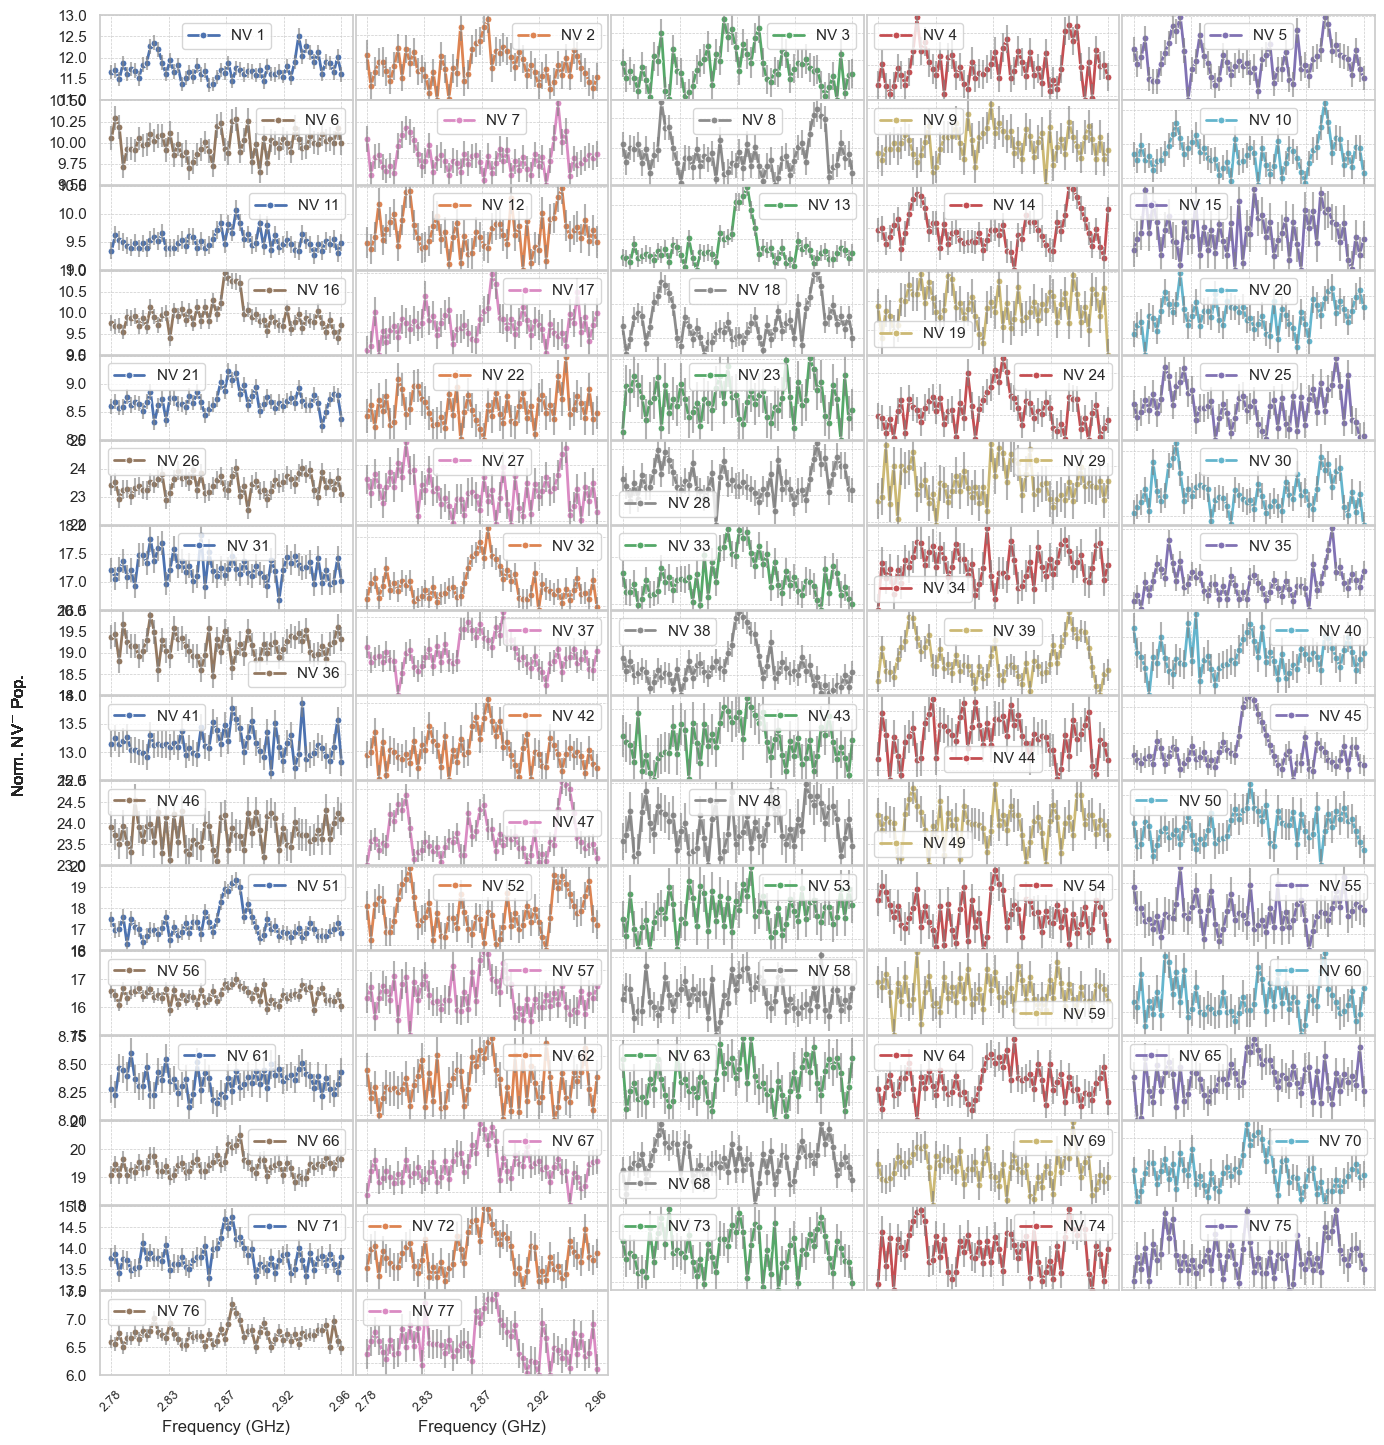 13.0
12.5
12.0
11.5
NV 1
NV 2
NV 3
NV 4
NV 5
10.25
10.00
9.75
NV 6
NV 7
NV 8
NV 9
NV 10
10.0
9.5
NV 11
NV 12
NV 13
NV 14
NV 15
10.5
10.0
9.5
NV 16
NV 17
NV 18
NV 19
NV 20
9.0
8.5
NV 21
NV 22
NV 23
NV 24
NV 25
24
23
NV 26
NV 27
NV 28
NV 29
NV 30
17.5
17.0
NV 31
NV 32
NV 33
NV 34
NV 35
19.5
19.0
18.5
NV 36
NV 37
NV 38
NV 39
NV 40
Norm. NV⁻ Pop.
13.5
13.0
NV 41
NV 42
NV 43
NV 44
NV 45
24.5
24.0
23.5
NV 46
NV 47
NV 48
NV 49
NV 50
19
18
17
NV 51
NV 52
NV 53
NV 54
NV 55
17
16
NV 56
NV 57
NV 58
NV 59
NV 60
8.75
8.50
8.25
8.00
NV 61
NV 62
NV 63
NV 64
NV 65
20
19
NV 66
NV 67
NV 68
NV 69
NV 70
14.5
14.0
13.5
NV 71
NV 72
NV 73
NV 74
NV 75
7.0
6.5
6.0
NV 76
NV 77
2.78
2.83
2.87
2.92
2.96
2.78
2.83
2.87
2.92
2.96
Frequency (GHz)
Frequency (GHz)